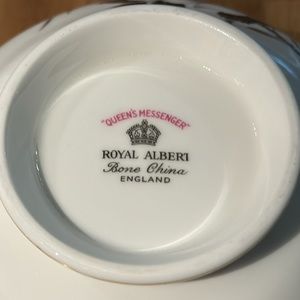 "QUEEN'S MESSENGER"
ROYAL ALBERT
Bone China
ENGLAND